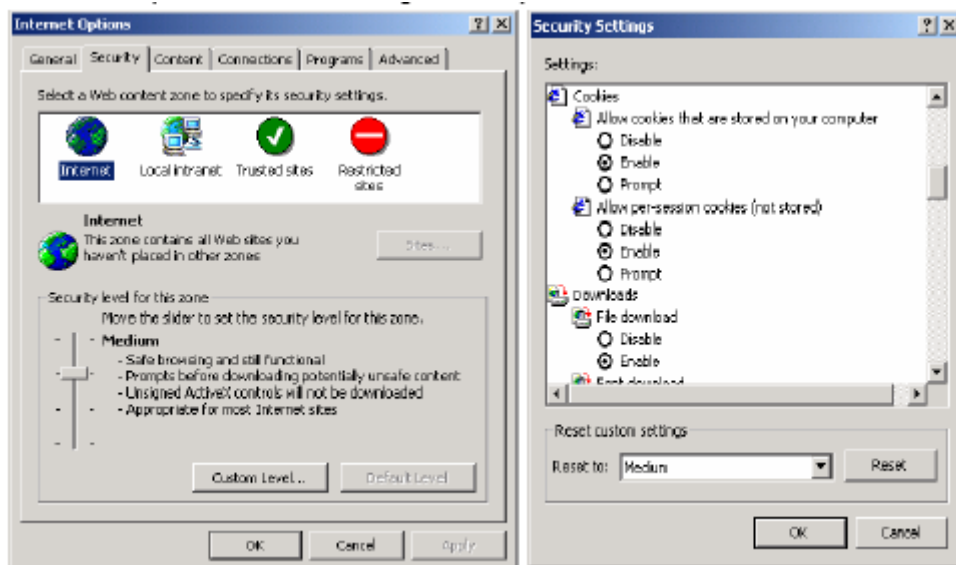 Internet Options
General Security Content Connections Programs Advanced
Select a Web content zone to specify its security settings.
Internet Local intranet Trusted sites Restricted sites
Internet
This zone contains all Web sites you
haven't placed in other zones
Sites...
Security level for this zone
Move the slider to set the security level for this zone.
Medium
- Safe browsing and still functional
- Prompts before downloading potentially unsafe content
- Unsigned ActiveX controls will not be downloaded
- Appropriate for most Internet sites
Custom Level... Default Level
OK Cancel Apply
Security Settings
Settings:
Cookies
Allow cookies that are stored on your computer
Disable
Enable
Prompt
Allow per-session cookies (not stored)
Disable
Enable
Prompt
Downloads
File download
Disable
Enable
Font download
Reset custom settings
Reset to: Medium Reset
OK Cancel